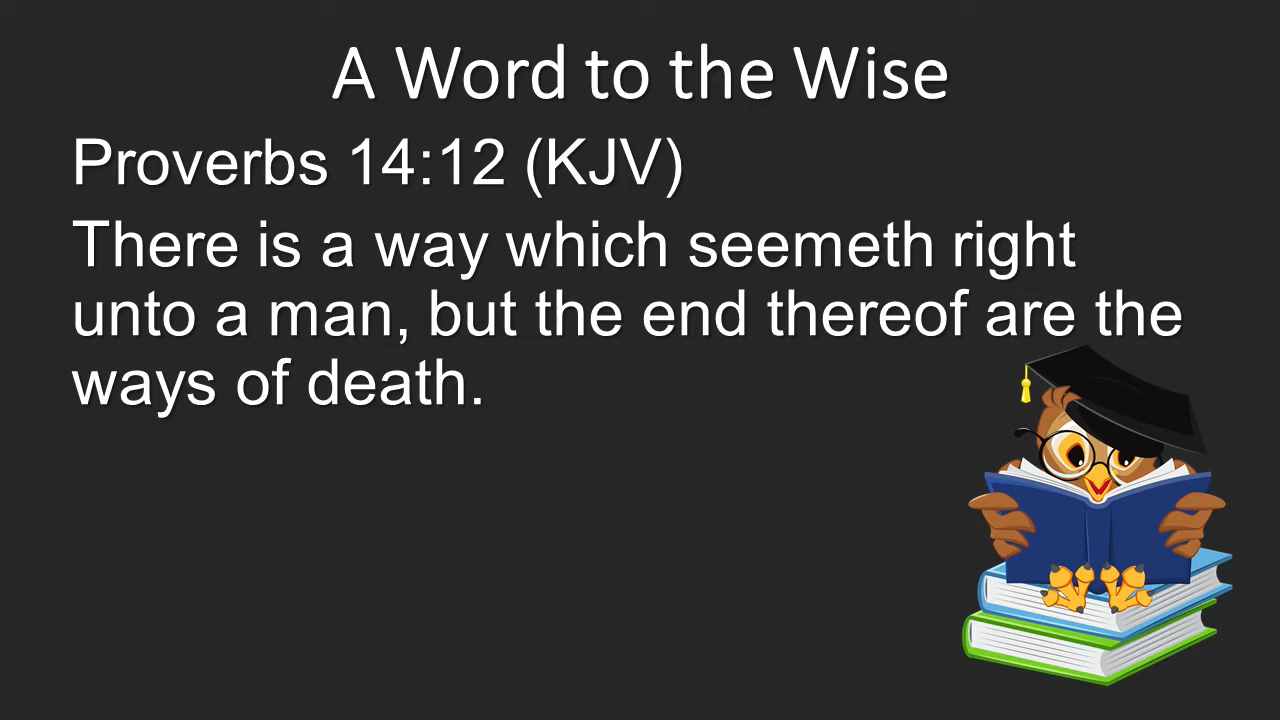 A Word to the Wise
Proverbs 14:12 (KJV)
There is a way which seemeth right
unto a man, but the end thereof are the
ways of death.